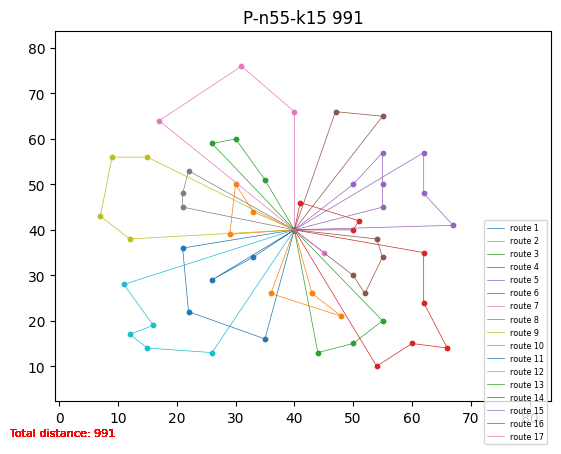 P-n55-k15 991
80
70
60
50
40
30
20
10
0 10 20 30 40 50 60 70 80
route 1
route 2
route 3
route 4
route 5
route 6
route 7
route 8
route 9
route 10
route 11
route 12
route 13
route 14
route 15
route 16
route 17
Total distance: 991